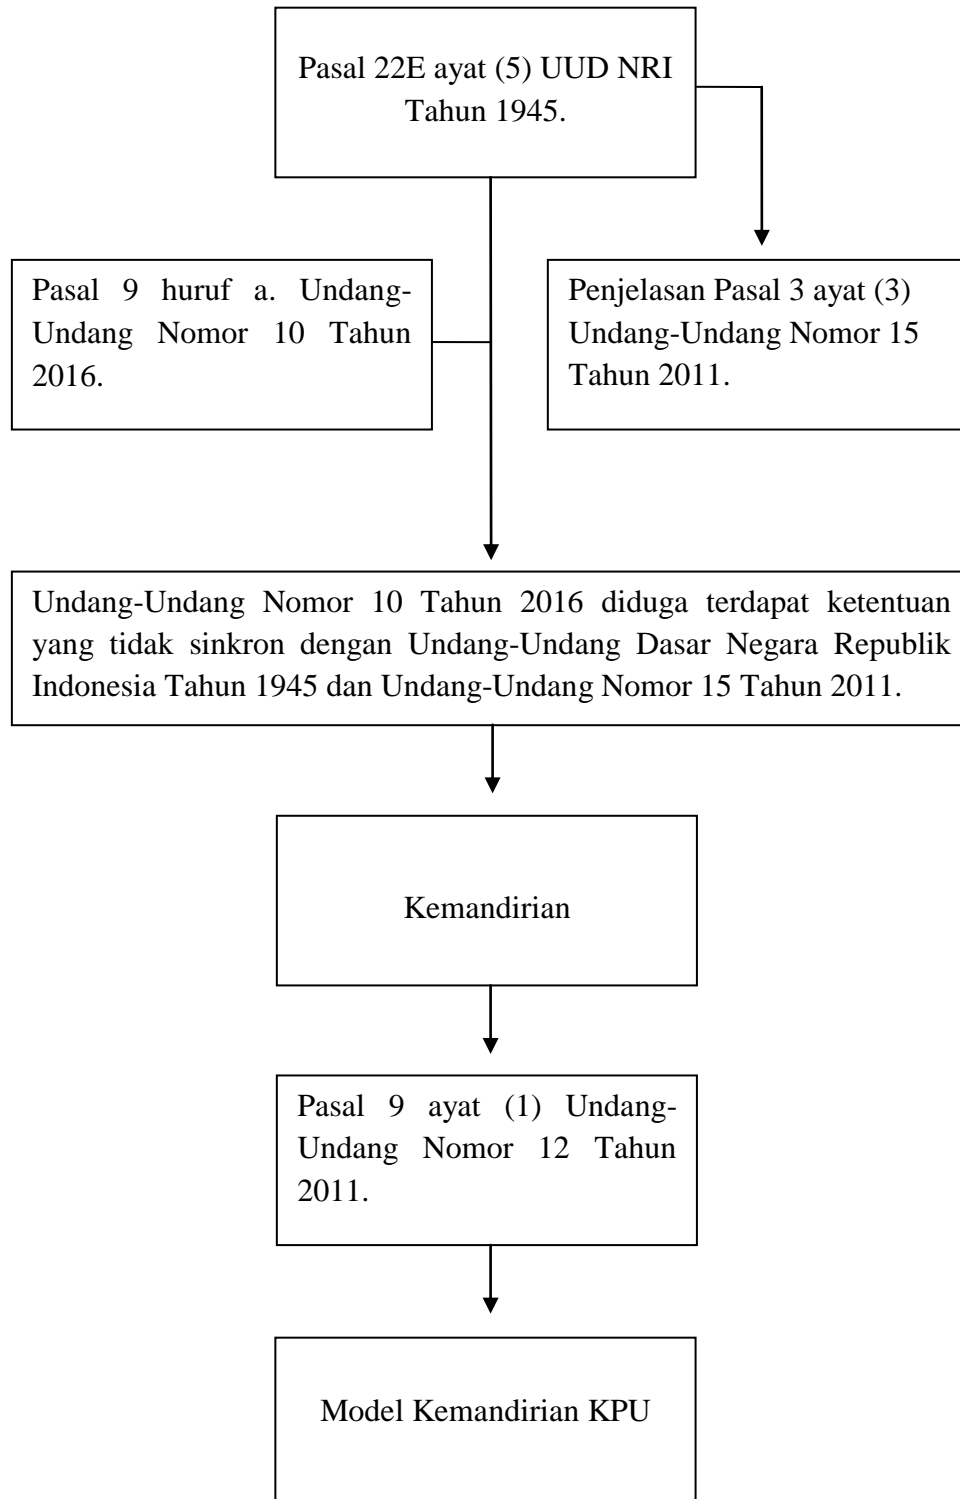 Pasal 22E ayat (5) UUD NRI
Tahun 1945.
Pasal 9 huruf a. Undang-
Undang Nomor 10 Tahun
2016.
Penjelasan Pasal 3 ayat (3)
Undang-Undang Nomor 15
Tahun 2011.
Undang-Undang Nomor 10 Tahun 2016 diduga terdapat ketentuan
yang tidak sinkron dengan Undang-Undang Dasar Negara Republik
Indonesia Tahun 1945 dan Undang-Undang Nomor 15 Tahun 2011.
Kemandirian
Pasal 9 ayat (1) Undang-
Undang Nomor 12 Tahun
2011.
Model Kemandirian KPU